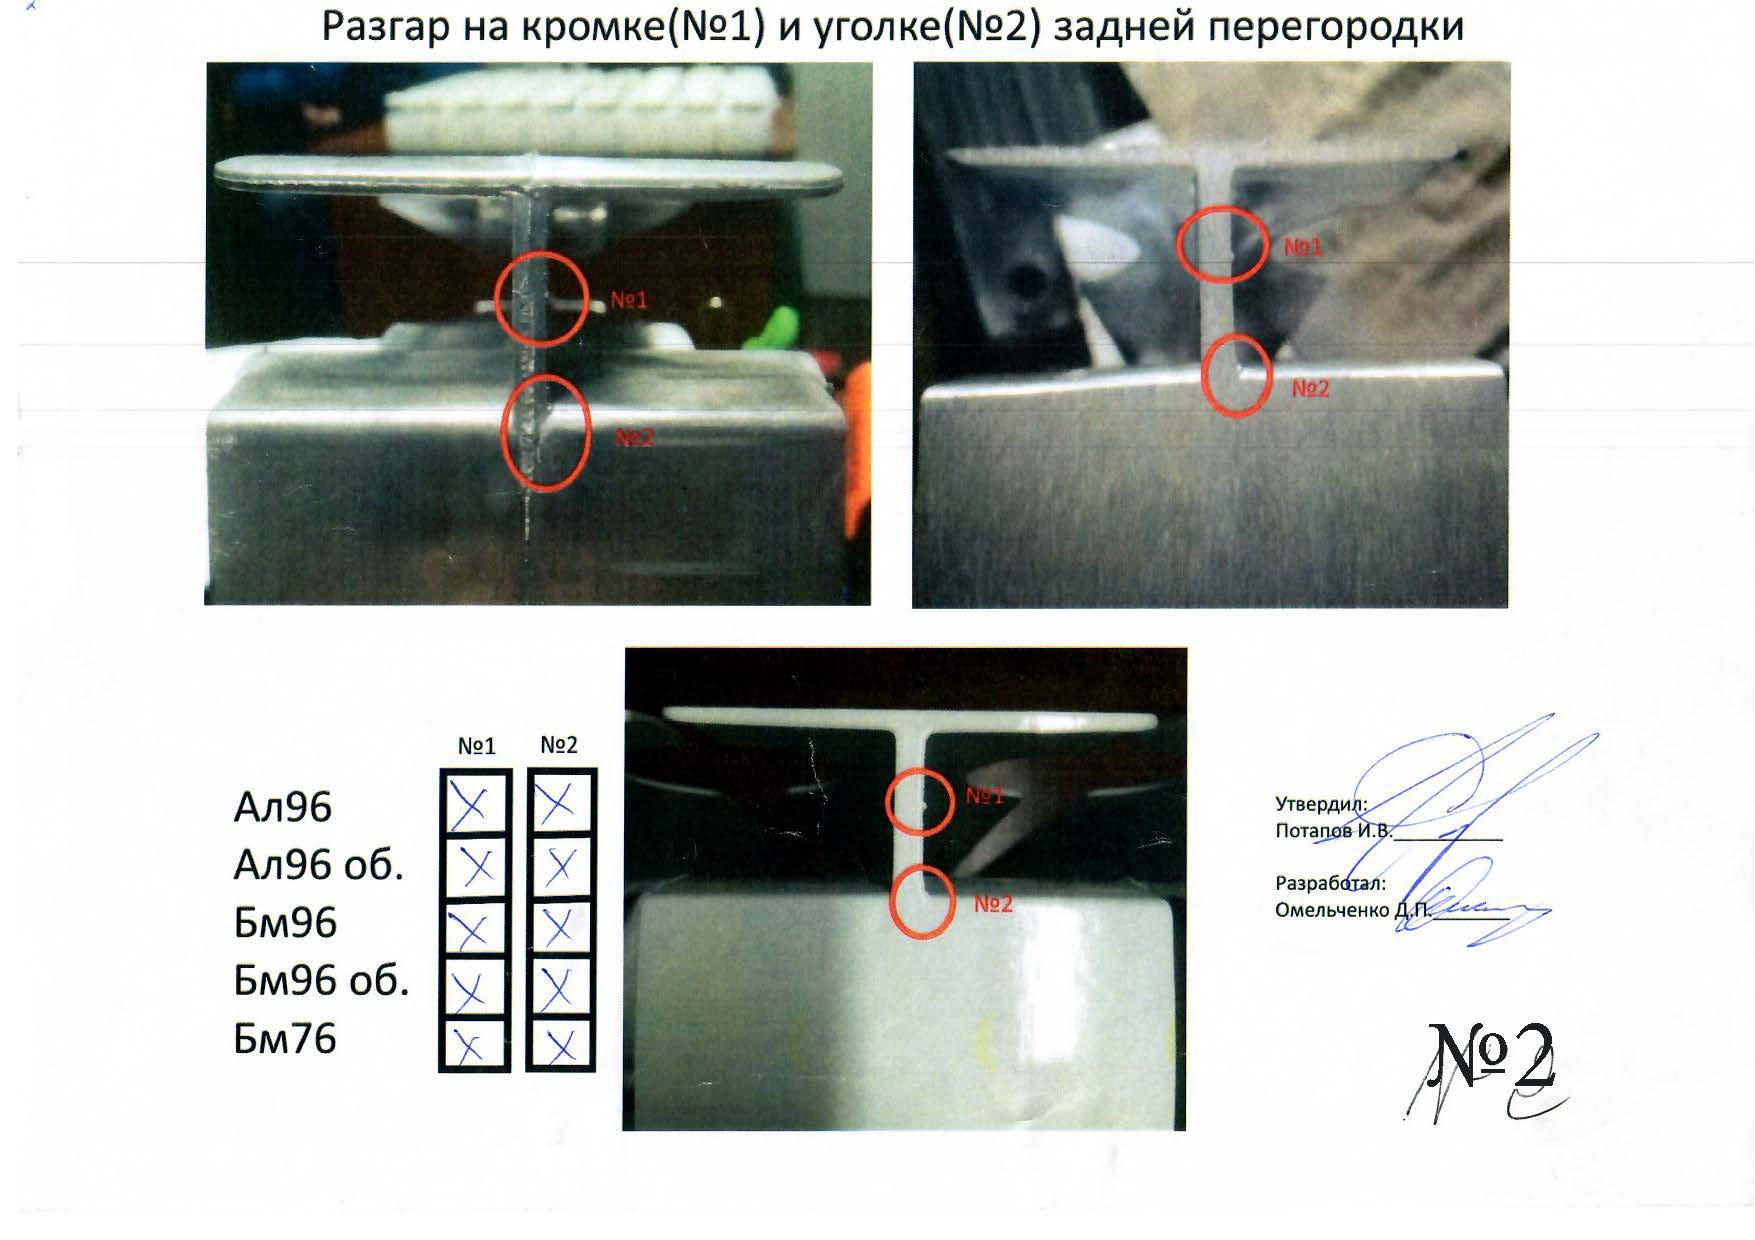 Разгар на кромке(№1) и уголке(№2) задней перегородки
№1
№2
№1
№2
№1
№2
№1 №2
Ал96 X X
Ал96 об. X X
Бм96 X X
Бм96 об. X X
Бм76 X X
Утвердил:
Потапов И.В.
Разработал:
Омельченко Д.П.
№2